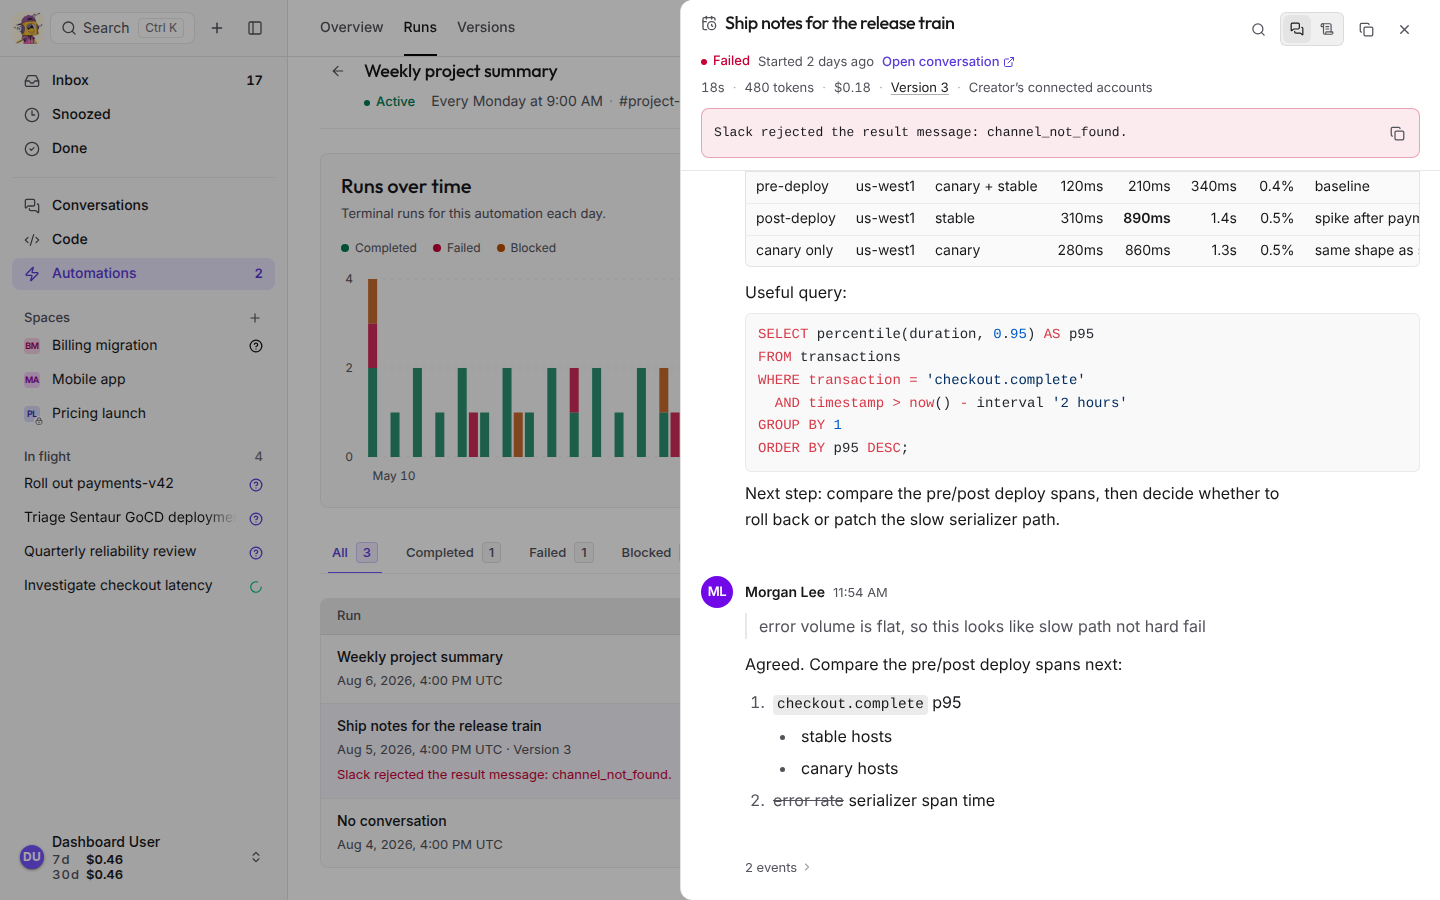 Search Ctrl K
Inbox 17
Snoozed
Done
Conversations
Code
Automations 2
Spaces
BM Billing migration
MA Mobile app
PL Pricing launch
In flight 4
Roll out payments-v42
Triage Sentaur GoCD deployme
Quarterly reliability review
Investigate checkout latency
DU Dashboard User
7d $0.46
30d $0.46
Overview Runs Versions
Weekly project summary
Active Every Monday at 9:00 AM · #project-
Runs over time
Terminal runs for this automation each day.
Completed Failed Blocked
4
2
0
May 10
All 3 Completed 1 Failed 1 Blocked
Run
Weekly project summary
Aug 6, 2026, 4:00 PM UTC
Ship notes for the release train
Aug 5, 2026, 4:00 PM UTC · Version 3
Slack rejected the result message: channel_not_found.
No conversation
Aug 4, 2026, 4:00 PM UTC
Ship notes for the release train
Failed Started 2 days ago Open conversation
18s · 480 tokens · $0.18 · Version 3 · Creator’s connected accounts
Slack rejected the result message: channel_not_found.
pre-deploy us-west1 canary + stable 120ms 210ms 340ms 0.4% baseline
post-deploy us-west1 stable 310ms 890ms 1.4s 0.5% spike after paym
canary only us-west1 canary 280ms 860ms 1.3s 0.5% same shape as
Useful query:
SELECT percentile(duration, 0.95) AS p95
FROM transactions
WHERE transaction = 'checkout.complete'
AND timestamp > now() - interval '2 hours'
GROUP BY 1
ORDER BY p95 DESC;
Next step: compare the pre/post deploy spans, then decide whether to
roll back or patch the slow serializer path.
ML Morgan Lee 11:54 AM
error volume is flat, so this looks like slow path not hard fail
Agreed. Compare the pre/post deploy spans next:
1. checkout.complete p95
• stable hosts
• canary hosts
2. error rate serializer span time
2 events